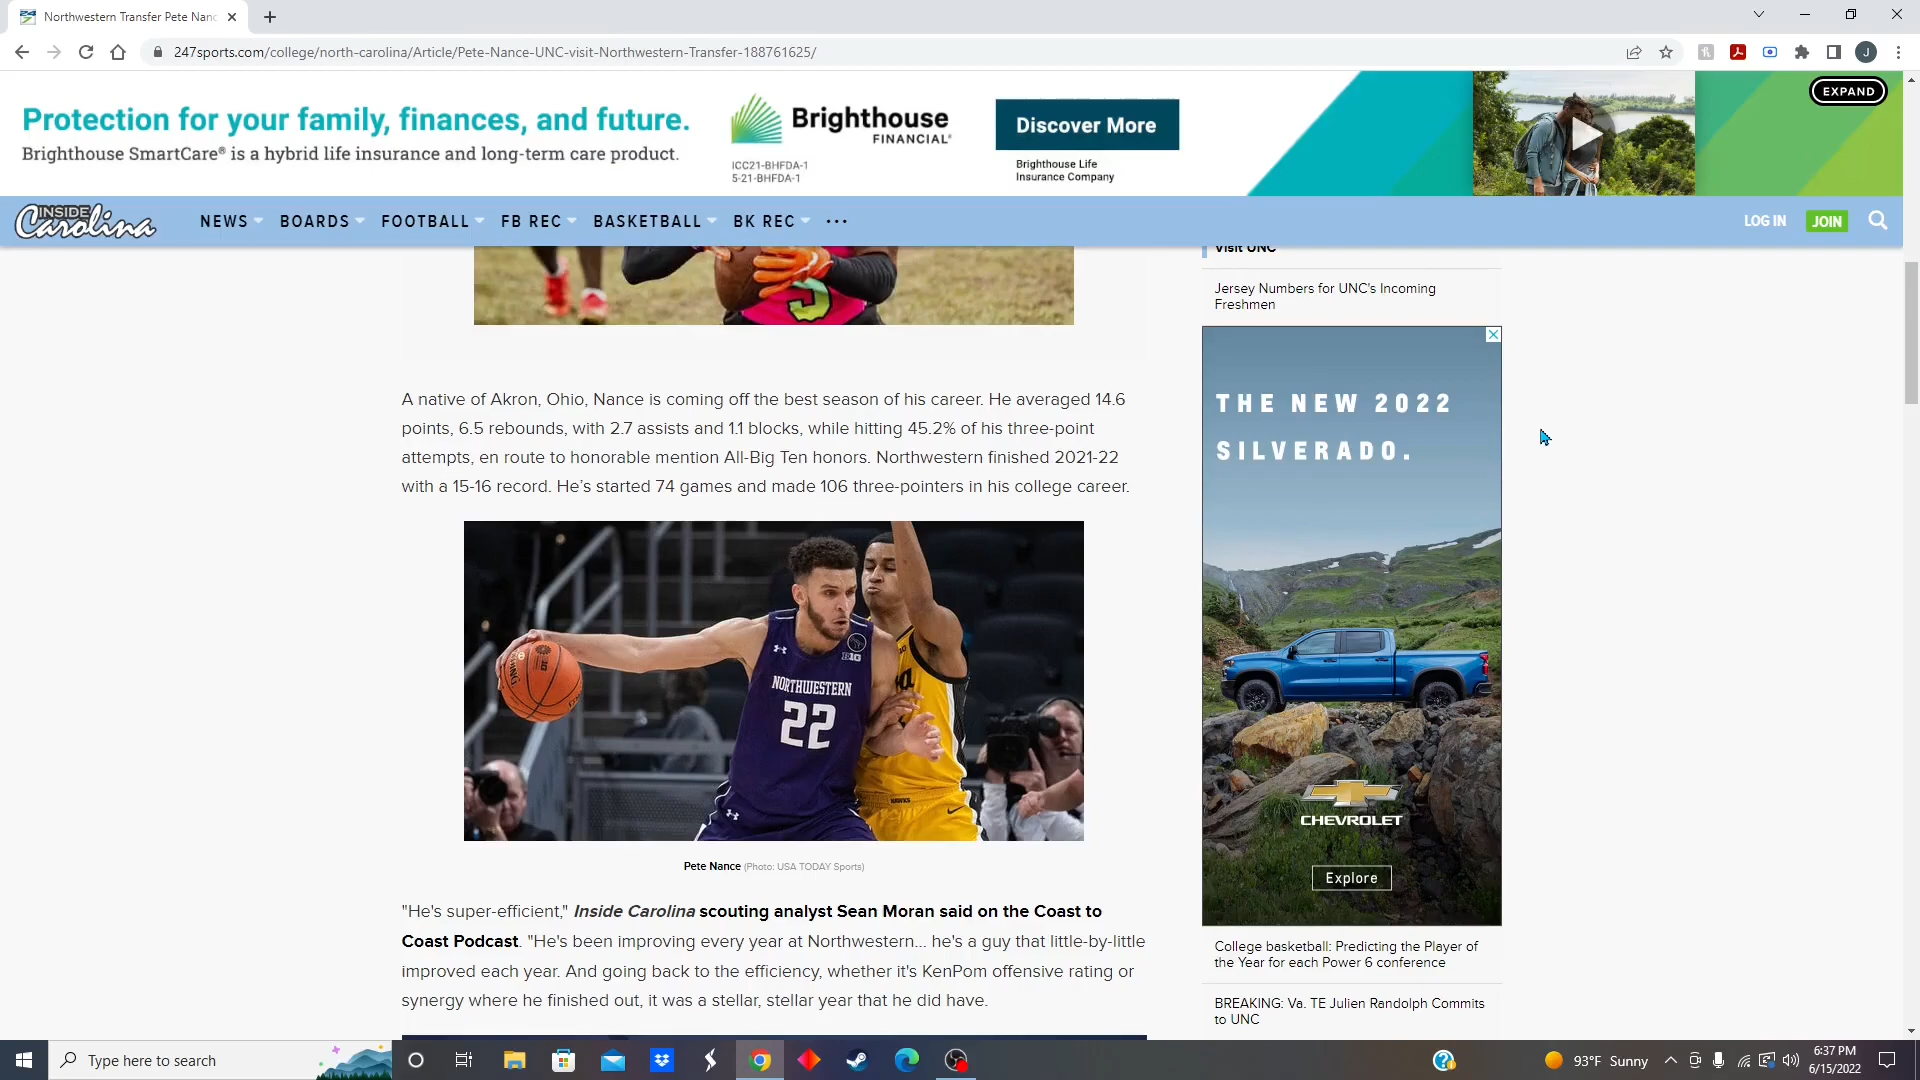 Northwestern Transfer Pete Nanc
247sports.com/college/north-carolina/Article/Pete-Nance-UNC-visit-Northwestern-Transfer-188761625/
J
Protection for your family, finances, and future.
Brighthouse SmartCare® is a hybrid life insurance and long-term care product.
Brighthouse
FINANCIAL®
ICC21-BHFDA-1
5-21-BHFDA-1
Discover More
Brighthouse Life
Insurance Company
EXPAND
INSIDE
Carolina
NEWS
BOARDS
FOOTBALL
FB REC
BASKETBALL
BK REC
LOG IN
JOIN
Visit UNC
Jersey Numbers for UNC's Incoming
Freshmen
A native of Akron, Ohio, Nance is coming off the best season of his career. He averaged 14.6
points, 6.5 rebounds, with 2.7 assists and 1.1 blocks, while hitting 45.2% of his three-point
attempts, en route to honorable mention All-Big Ten honors. Northwestern finished 2021-22
with a 15-16 record. He's started 74 games and made 106 three-pointers in his college career.
THE NEW 2022
SILVERADO.
CHEVROLET
Explore
B1G
NORTHWESTERN
22
Pete Nance (Photo: USA TODAY Sports)
"He's super-efficient," Inside Carolina scouting analyst Sean Moran said on the Coast to
Coast Podcast. "He's been improving every year at Northwestern... he's a guy that little-by-little
improved each year. And going back to the efficiency, whether it's KenPom offensive rating or
synergy where he finished out, it was a stellar, stellar year that he did have.
College basketball: Predicting the Player of
the Year for each Power 6 conference
BREAKING: Va. TE Julien Randolph Commits
to UNC
Type here to search
93°F Sunny
6:37 PM
6/15/2022